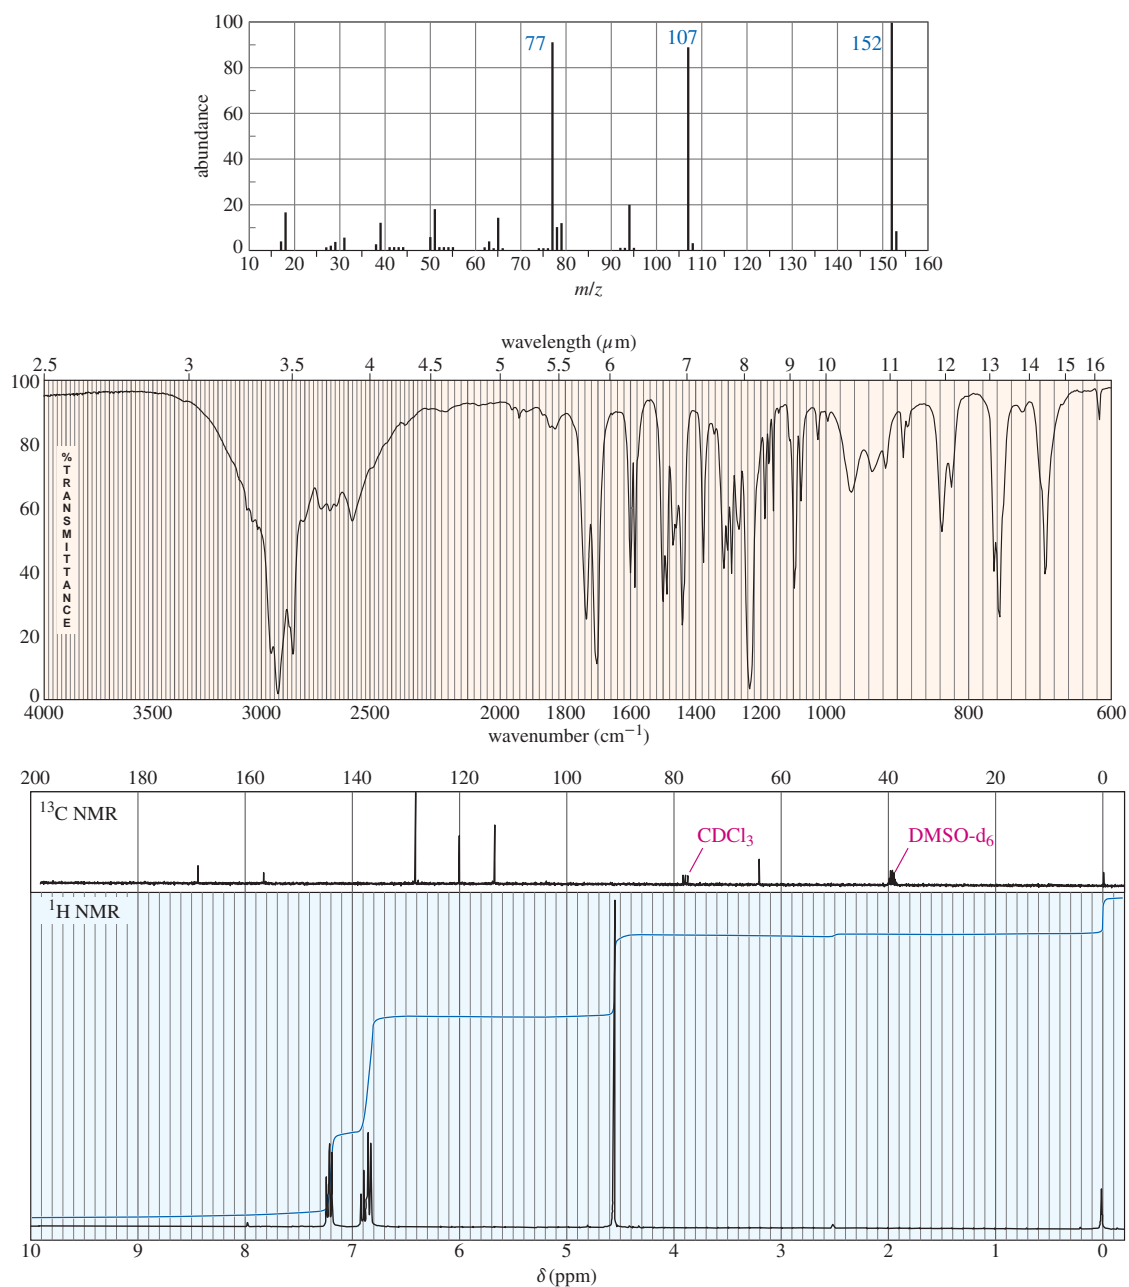 100
80
60
40
20
0
abundance
77
107
152
10 20 30 40 50 60 70 80 90 100 110 120 130 140 150 160
m/z
wavelength (μm)
2.5 3 3.5 4 4.5 5 5.5 6 7 8 9 10 11 12 13 14 15 16
100
80
60
40
20
0
% TRANSMITTANCE
4000 3500 3000 2500 2000 1800 1600 1400 1200 1000 800 600
wavenumber (cm⁻¹)
200 180 160 140 120 100 80 60 40 20 0
¹³C NMR
CDCl₃
DMSO-d₆
¹H NMR
10 9 8 7 6 5 4 3 2 1 0
δ (ppm)